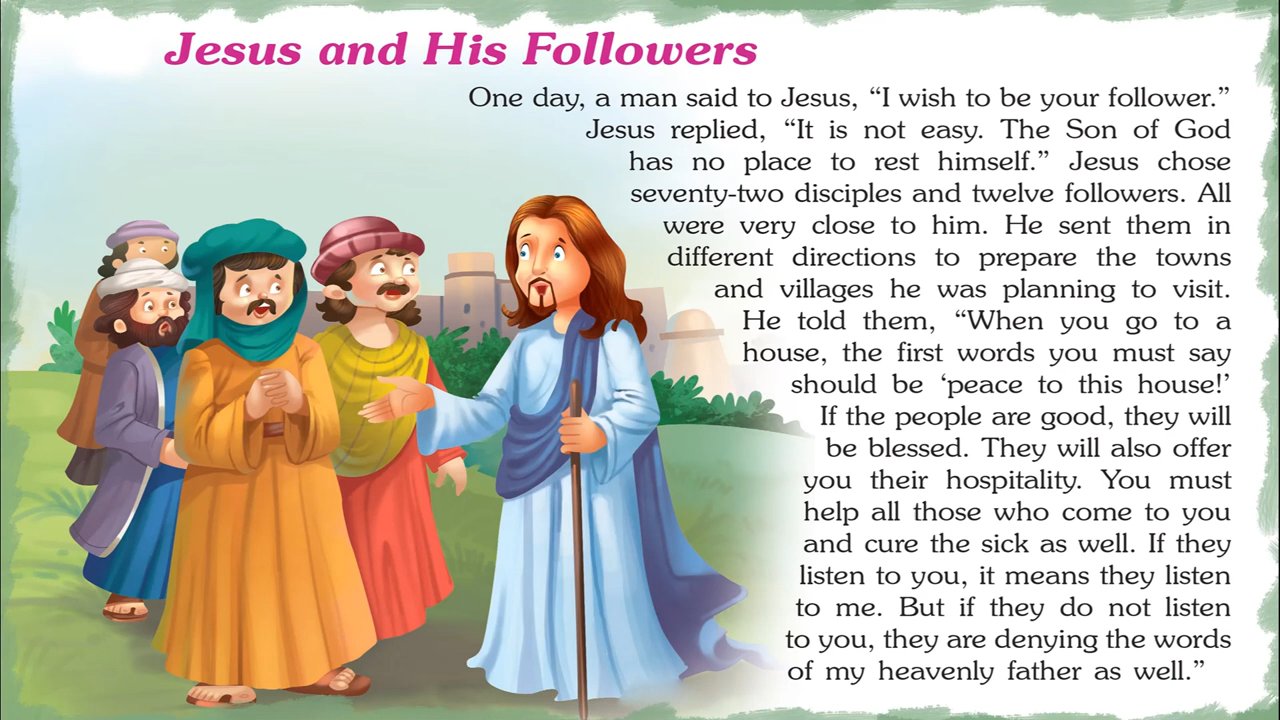 Jesus and His Followers
One day, a man said to Jesus, “I wish to be your follower.”
Jesus replied, “It is not easy. The Son of God
has no place to rest himself.” Jesus chose
seventy-two disciples and twelve followers. All
were very close to him. He sent them in
different directions to prepare the towns
and villages he was planning to visit.
He told them, “When you go to a
house, the first words you must say
should be ‘peace to this house!’
If the people are good, they will
be blessed. They will also offer
you their hospitality. You must
help all those who come to you
and cure the sick as well. If they
listen to you, it means they listen
to me. But if they do not listen
to you, they are denying the words
of my heavenly father as well.”